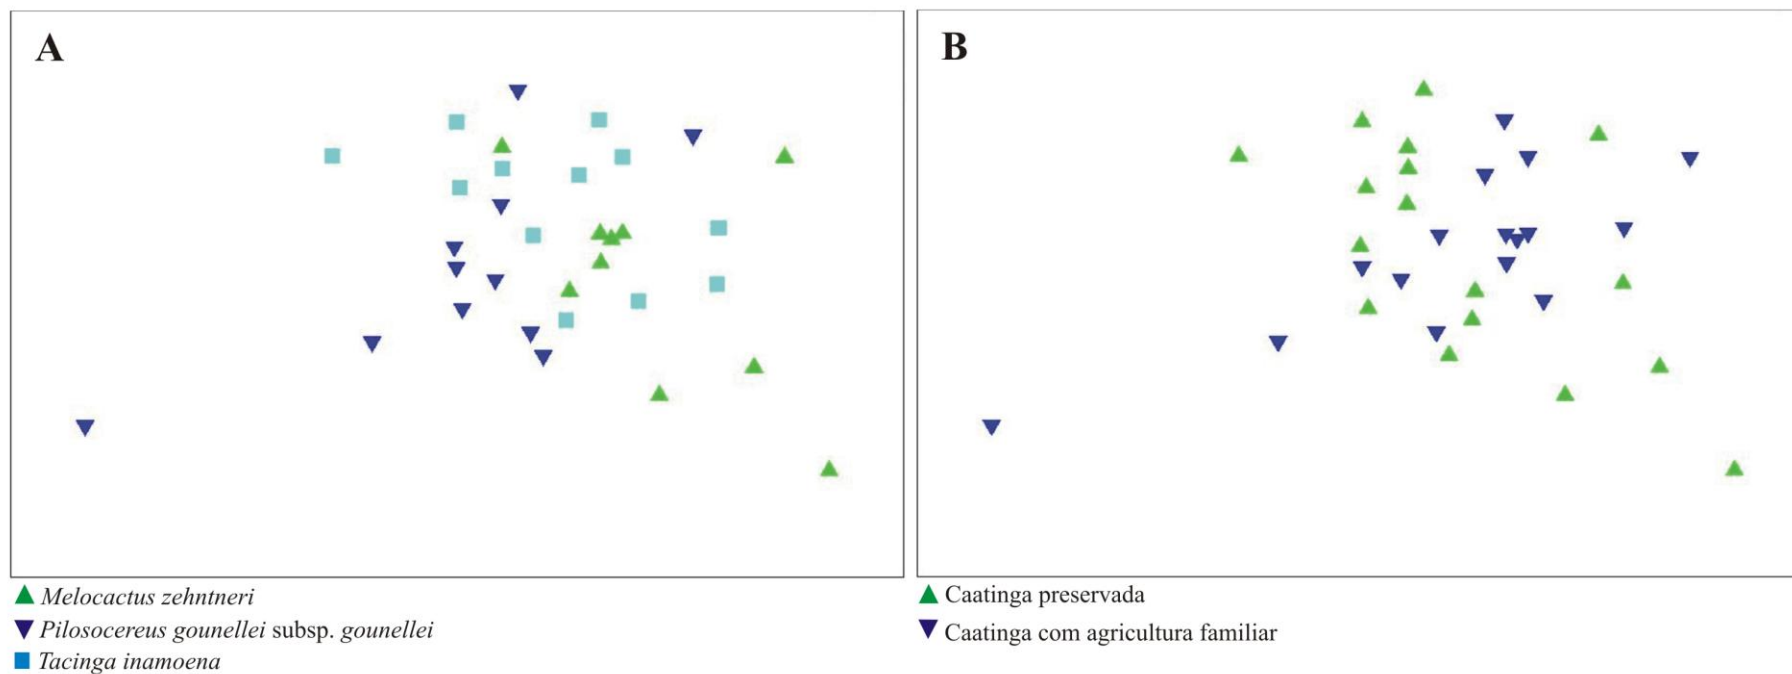 A
B
Melocactus zehntneri
Pilosocereus gounellei subsp. gounellei
Tacinga inamoena
Caatinga preservada
Caatinga com agricultura familiar